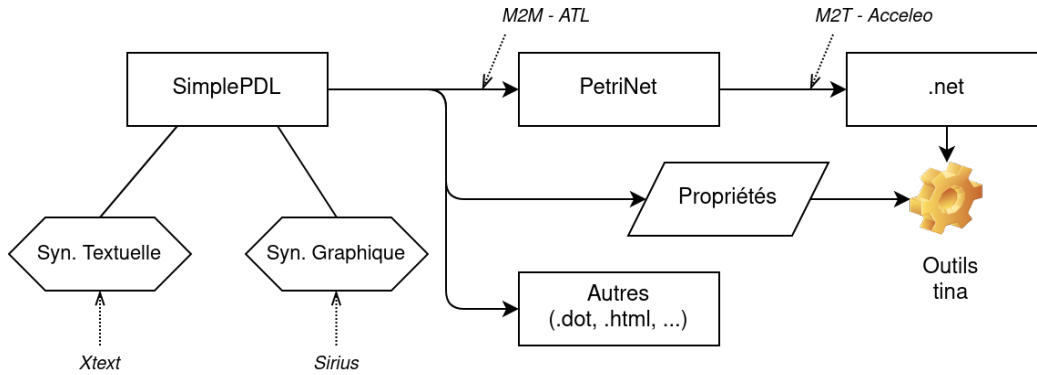 M2M - ATL
M2T - Acceleo
SimplePDL
PetriNet
.net
Propriétés
Syn. Textuelle
Syn. Graphique
Outils
tina
Autres
(.dot, .html, ...)
Xtext
Sirius